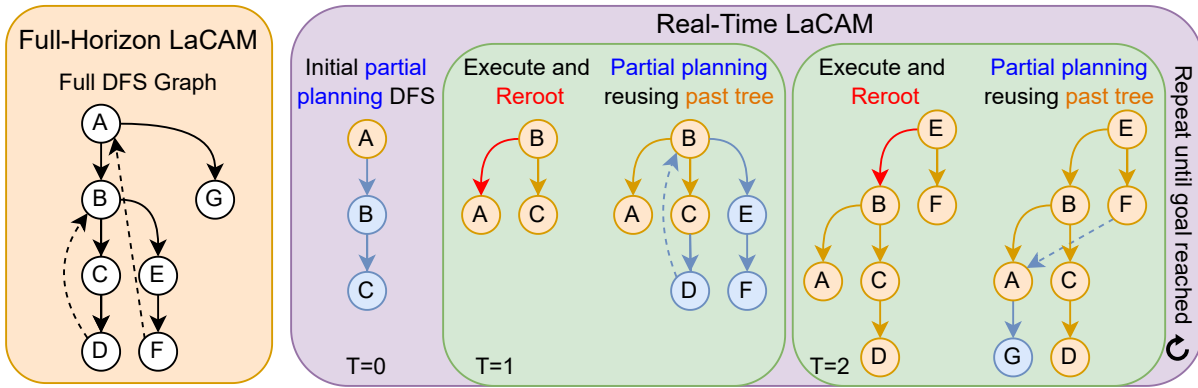 Full-Horizon LaCAM
Full DFS Graph
A
B
G
C
E
D
F
Real-Time LaCAM
Initial partial
planning DFS
A
B
C
T=0
Execute and
Reroot
B
A
C
T=1
Partial planning
reusing past tree
B
A
C
E
D
F
Execute and
Reroot
E
B
F
A
C
D
T=2
Partial planning
reusing past tree
E
B
F
A
C
G
D
Repeat until goal reached